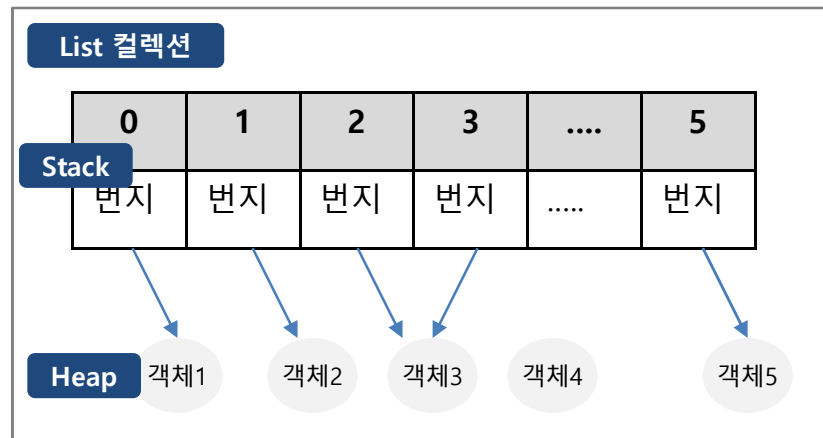 List 컬렉션
0 1 2 3 .... 5
Stack
번지 번지 번지 번지 ..... 번지
Heap 객체1 객체2 객체3 객체4 객체5